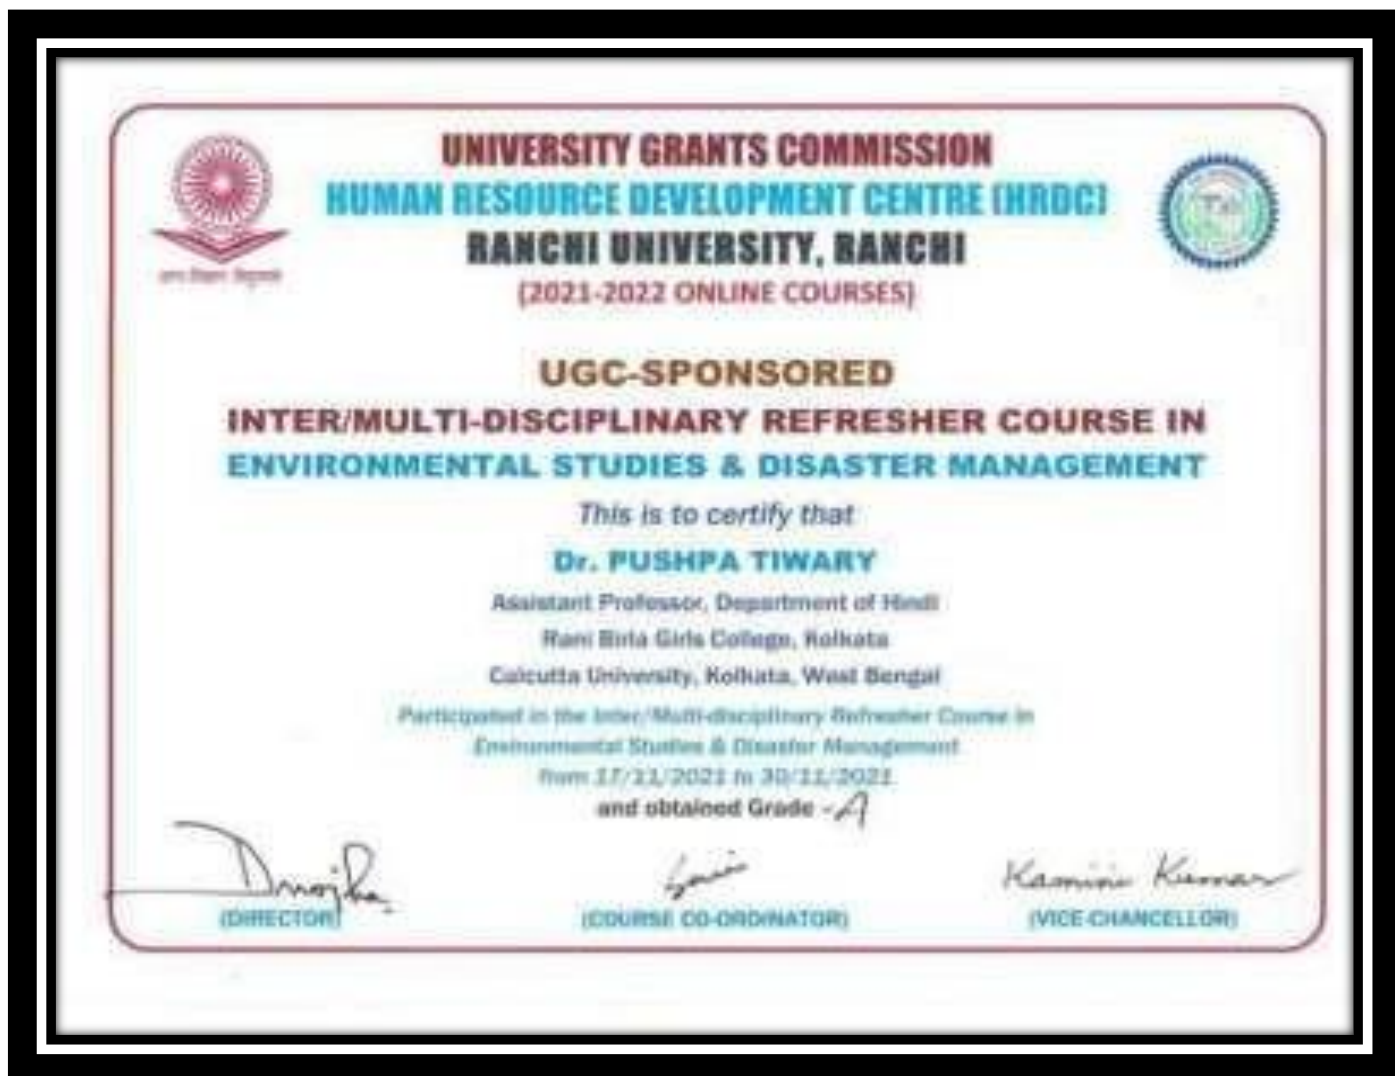 UNIVERSITY GRANTS COMMISSION
HUMAN RESOURCE DEVELOPMENT CENTRE (HRDC)
RANCHI UNIVERSITY, RANCHI
(2021-2022 ONLINE COURSES)
UGC-SPONSORED
INTER/MULTI-DISCIPLINARY REFRESHER COURSE IN
ENVIRONMENTAL STUDIES & DISASTER MANAGEMENT
This is to certify that
Dr. PUSHPA TIWARY
Assistant Professor, Department of Hindi
Rani Birla Girls College, Kolkata
Calcutta University, Kolkata, West Bengal
Participated in the Inter/Multi-disciplinary Refresher Course in
Environmental Studies & Disaster Management
from 17/11/2021 to 30/11/2021
and obtained Grade - A
Kamini Kumar
(DIRECTOR)
(COURSE CO-ORDINATOR)
(VICE-CHANCELLOR)